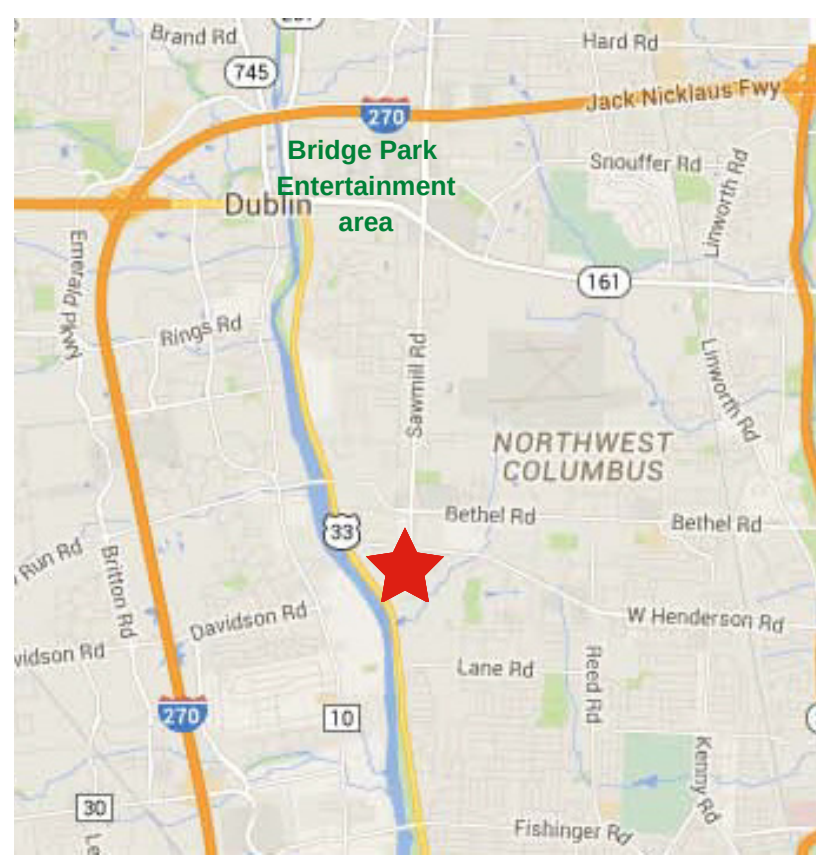 Brand Rd
Hard Rd
745
Jack Nicklaus Fwy
270
Bridge Park
Entertainment
area
Snouffer Rd
Linworth Rd
Dublin
Emerald Pkwy
161
Rings Rd
Sawmill Rd
Linworth Rd
NORTHWEST
COLUMBUS
33
Bethel Rd
Bethel Rd
Run Rd
Britton Rd
Davidson Rd
W Henderson Rd
vidson Rd
Lane Rd
Reed Rd
270
10
Kenny Rd
30
Fishinger Rd
Le